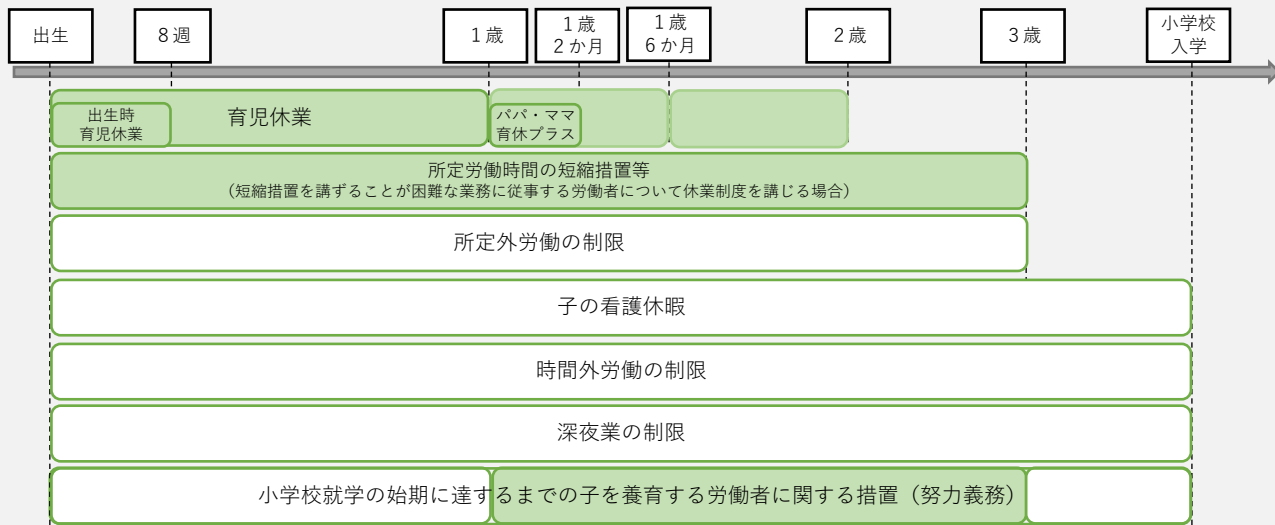 出生
8週
1歳
1歳
2か月
1歳
6か月
2歳
3歳
小学校
入学
出生時
育児休業
育児休業
パパ・ママ
育休プラス
所定労働時間の短縮措置等
(短縮措置を講ずることが困難な業務に従事する労働者について休業制度を講じる場合)
所定外労働の制限
子の看護休暇
時間外労働の制限
深夜業の制限
小学校就学の始期に達するまでの子を養育する労働者に関する措置（努力義務）